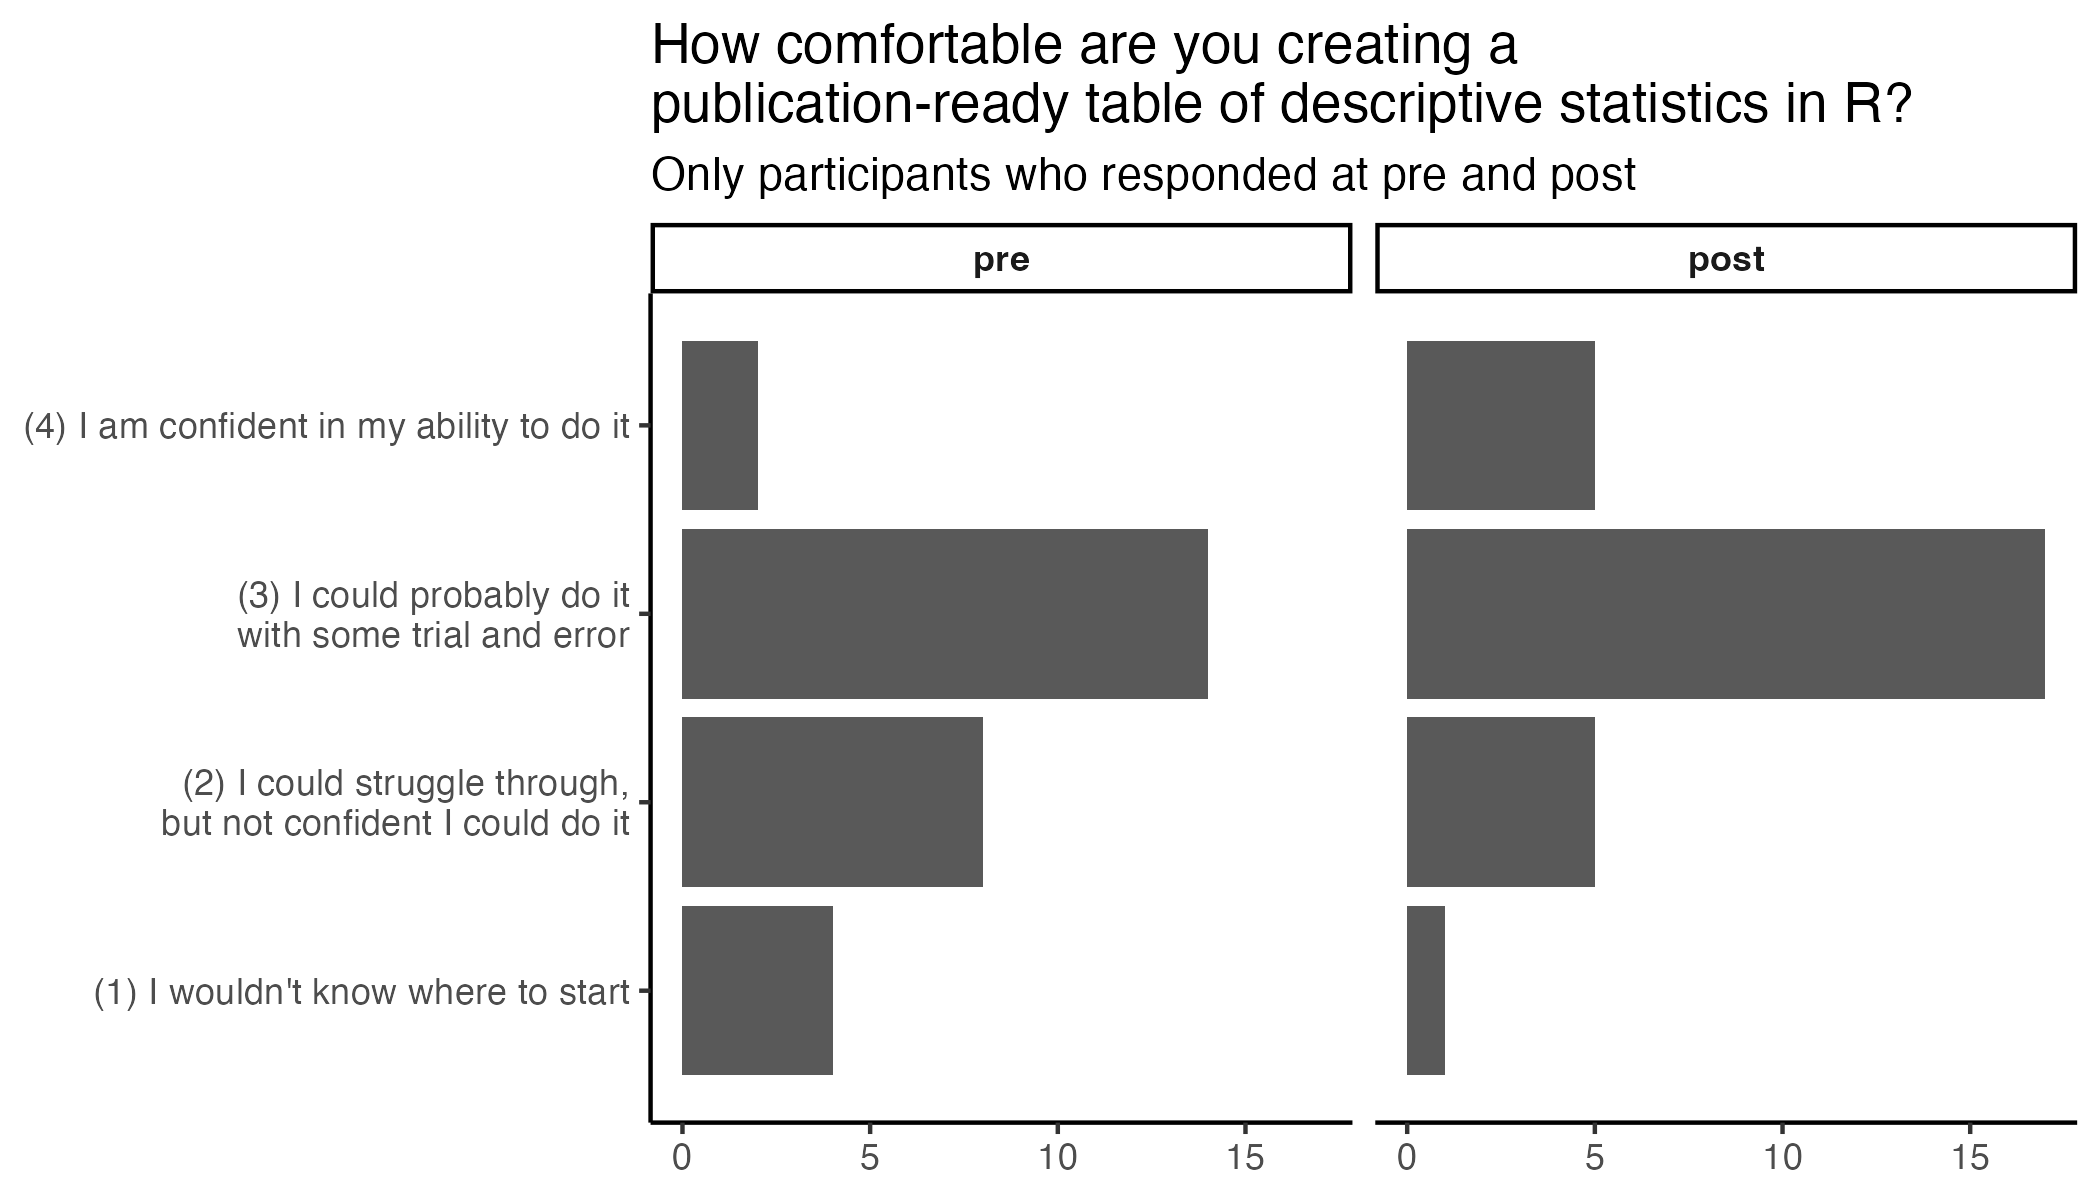 How comfortable are you creating a
publication-ready table of descriptive statistics in R?
Only participants who responded at pre and post
pre
post
(4) I am confident in my ability to do it
(3) I could probably do it
with some trial and error
(2) I could struggle through,
but not confident I could do it
(1) I wouldn't know where to start
0 5 10 15
0 5 10 15